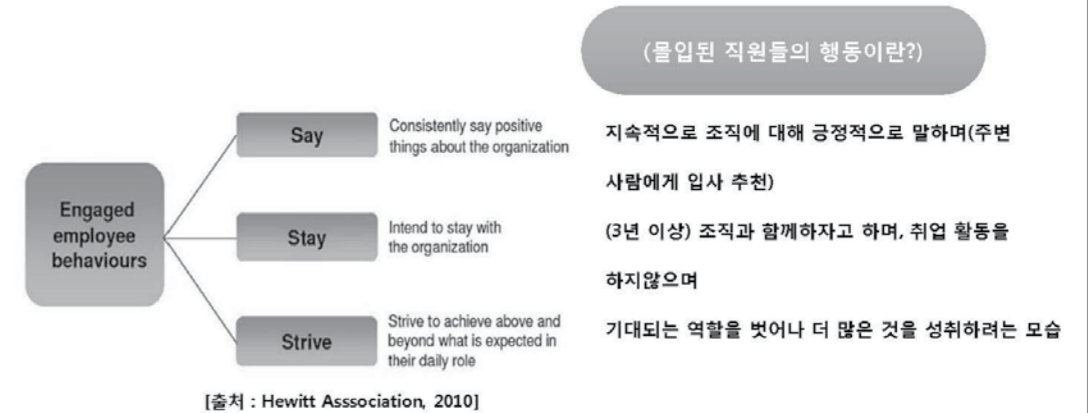 (몰입된 직원들의 행동이란?)
Engaged
employee
behaviours
Say
Consistently say positive
things about the organization
Stay
Intend to stay with
the organization
Strive
Strive to achieve above and
beyond what is expected in
their daily role
[출처 : Hewitt Asssociation, 2010]
지속적으로 조직에 대해 긍정적으로 말하며(주변
사람에게 입사 추천)
(3년 이상) 조직과 함께하자고 하며, 취업 활동을
하지않으며
기대되는 역할을 벗어나 더 많은 것을 성취하려는 모습